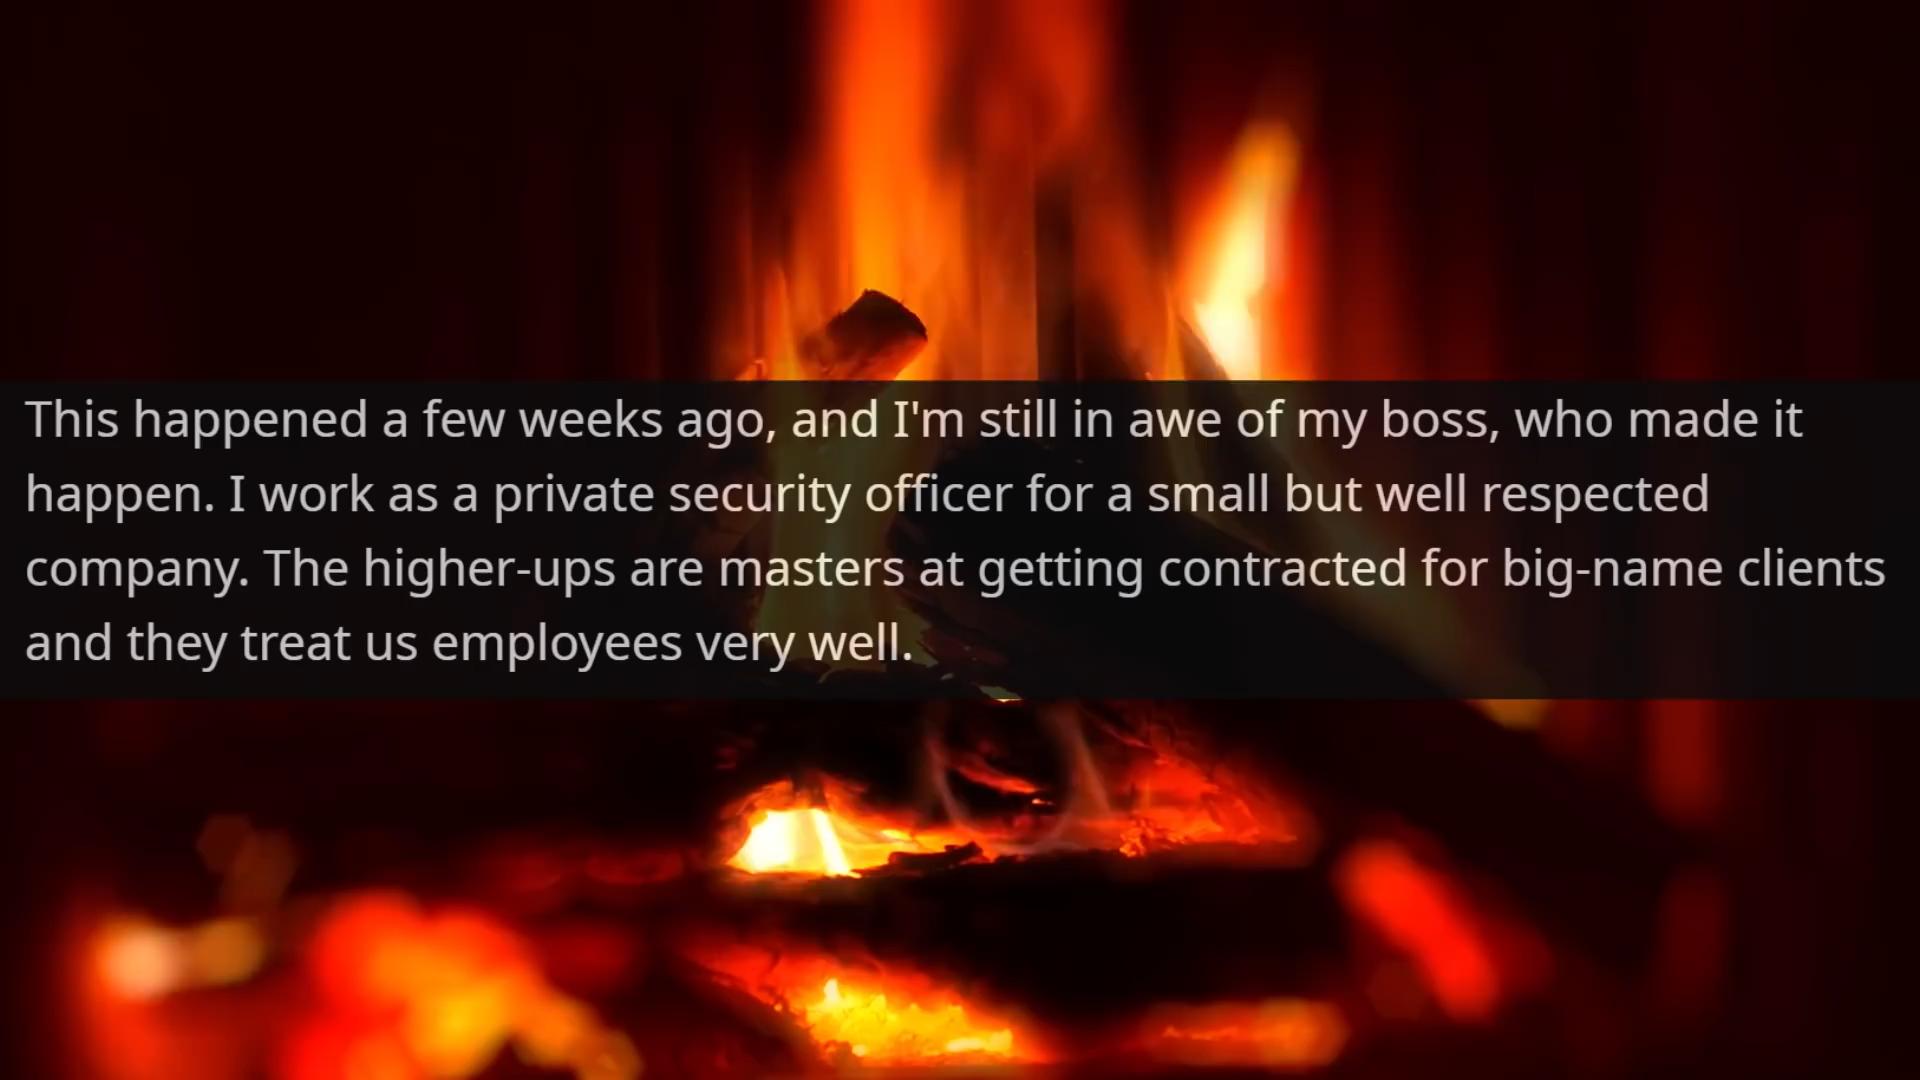 This happened a few weeks ago, and I'm still in awe of my boss, who made it
happen. I work as a private security officer for a small but well respected
company. The higher-ups are masters at getting contracted for big-name clients
and they treat us employees very well.